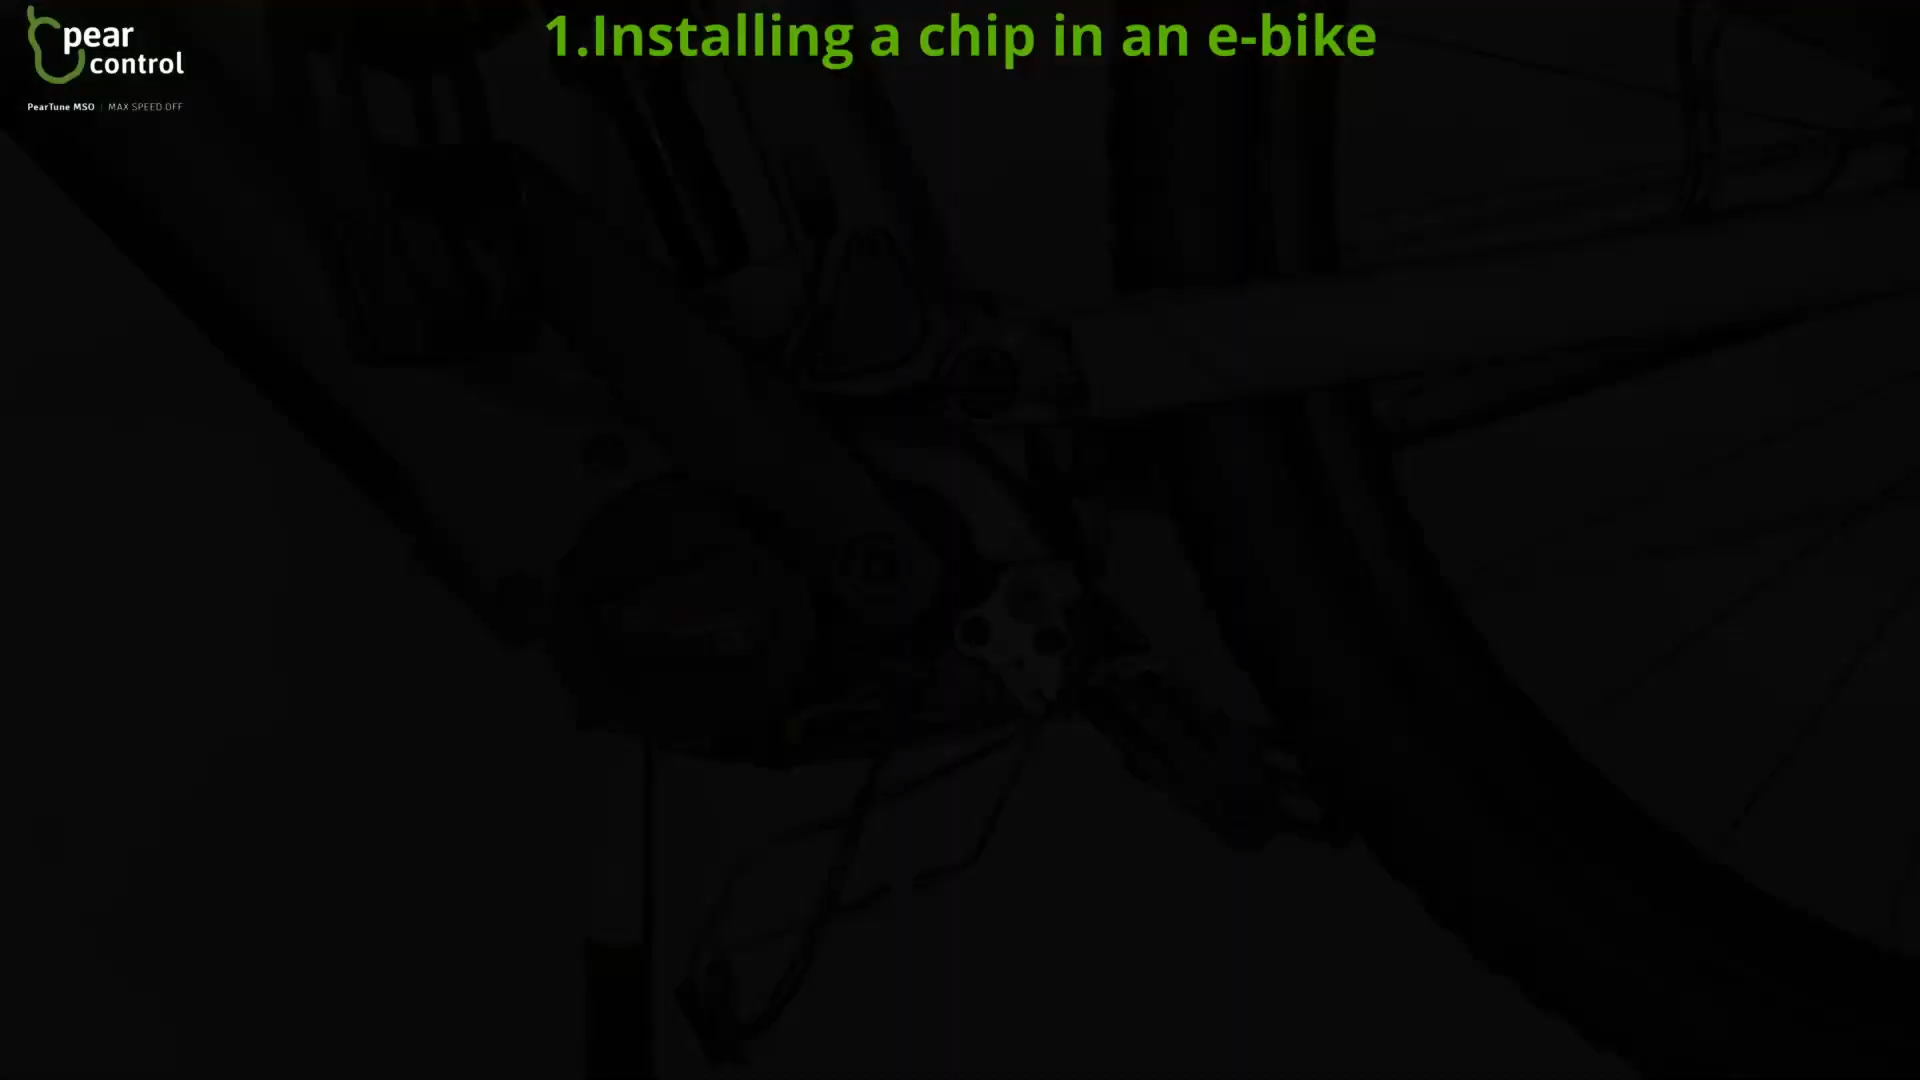 1.Installing a chip in an e-bike
pear
control
PearTune MSO | MAX SPEED OFF